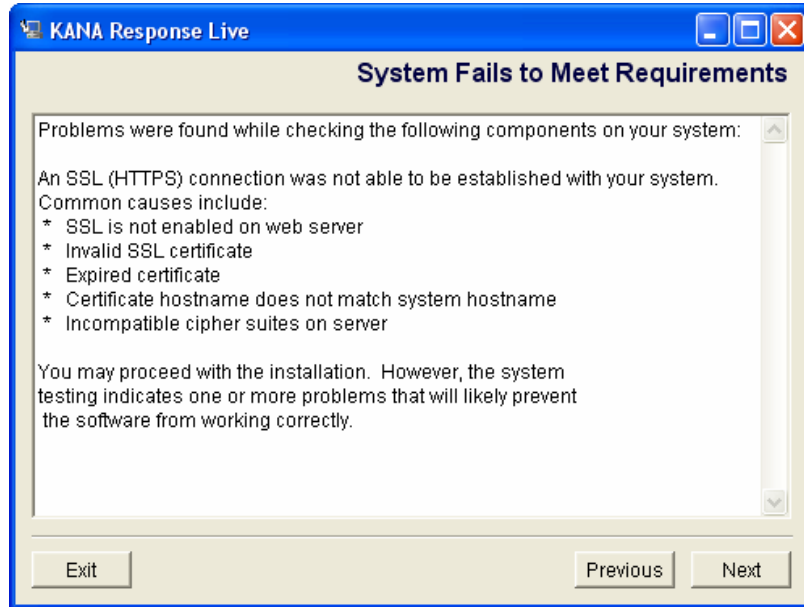 KANA Response Live
System Fails to Meet Requirements
Problems were found while checking the following components on your system:
An SSL (HTTPS) connection was not able to be established with your system.
Common causes include:
* SSL is not enabled on web server
* Invalid SSL certificate
* Expired certificate
* Certificate hostname does not match system hostname
* Incompatible cipher suites on server
You may proceed with the installation. However, the system
testing indicates one or more problems that will likely prevent
the software from working correctly.
Exit
Previous
Next